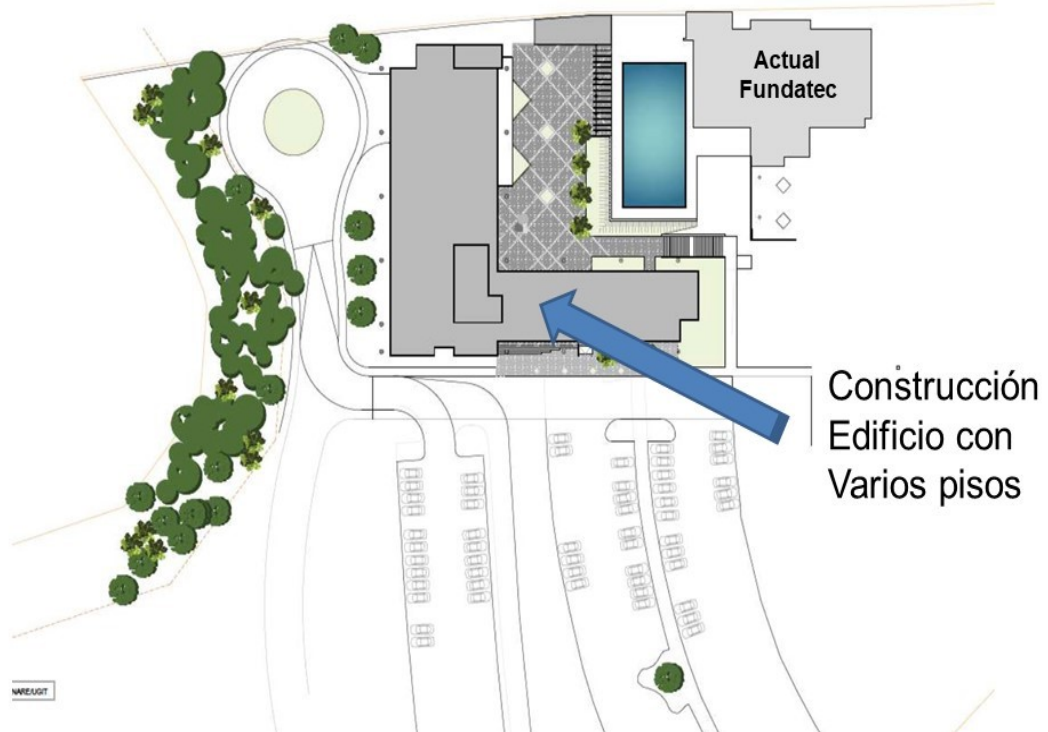 Actual
Fundatec
Construcción
Edificio con
Varios pisos
NARE/UGIT